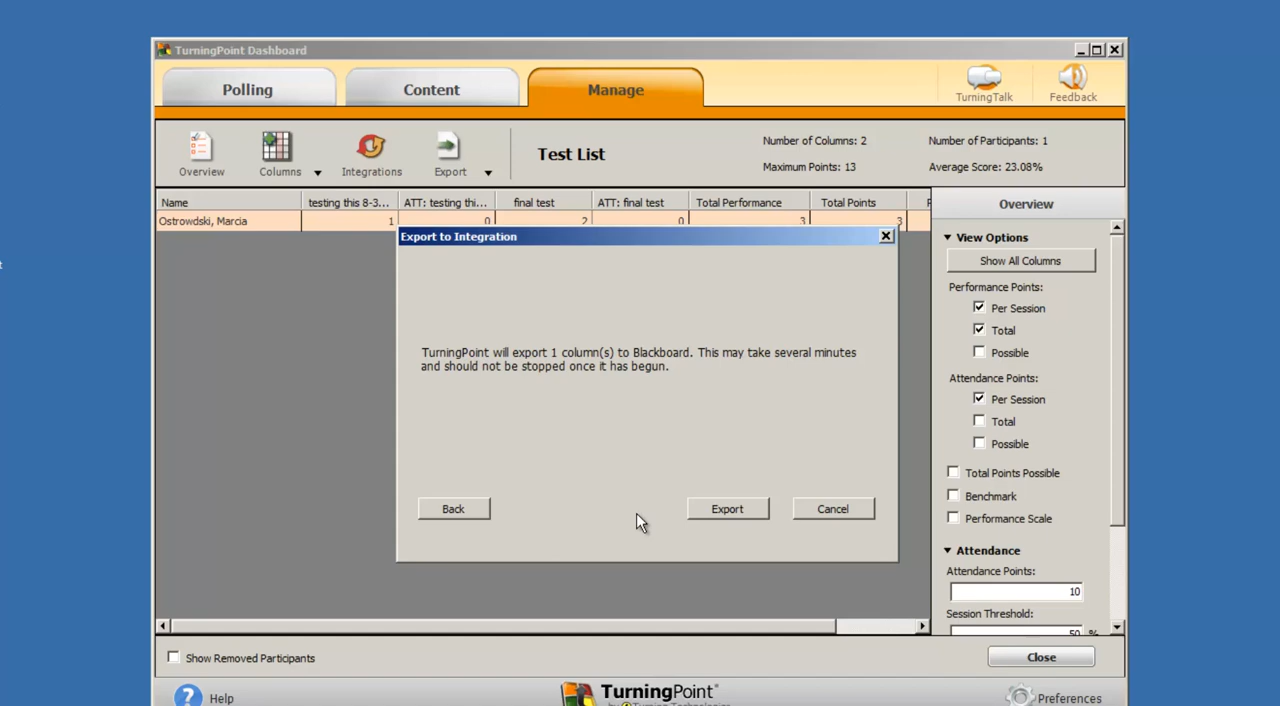 TurningPoint Dashboard
Polling
Content
Manage
TurningTalk
Feedback
Overview
Columns
Integrations
Export
Test List
Number of Columns: 2
Number of Participants: 1
Maximum Points: 13
Average Score: 23.08%
Name
testing this 8-3...
ATT: testing thi...
final test
ATT: final test
Total Performance
Total Points
Ostrowdski, Marcia
1
0
2
0
3
3
Export to Integration
TurningPoint will export 1 column(s) to Blackboard. This may take several minutes
and should not be stopped once it has begun.
Back
Export
Cancel
Overview
View Options
Show All Columns
Performance Points:
Per Session
Total
Possible
Attendance Points:
Per Session
Total
Possible
Total Points Possible
Benchmark
Performance Scale
Attendance
Attendance Points:
10
Session Threshold:
50 %
Show Removed Participants
Close
Help
TurningPoint
by Turning Technologies
Preferences